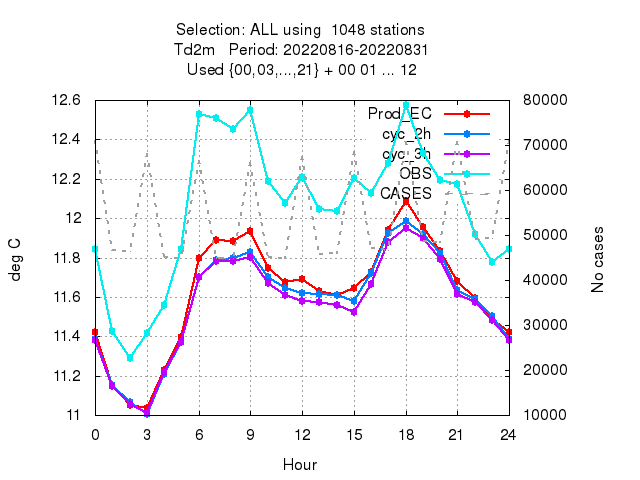 Selection: ALL using  1048 stations
Td2m   Period: 20220816-20220831
Used {00,03,...,21} + 00 01 ... 12
12.6
12.4
12.2
12
11.8
11.6
11.4
11.2
11
deg C
80000
70000
60000
50000
40000
30000
20000
10000
No cases
Prod_EC
cyc_2h
cyc_3h
OBS
CASES
0 3 6 9 12 15 18 21 24
Hour